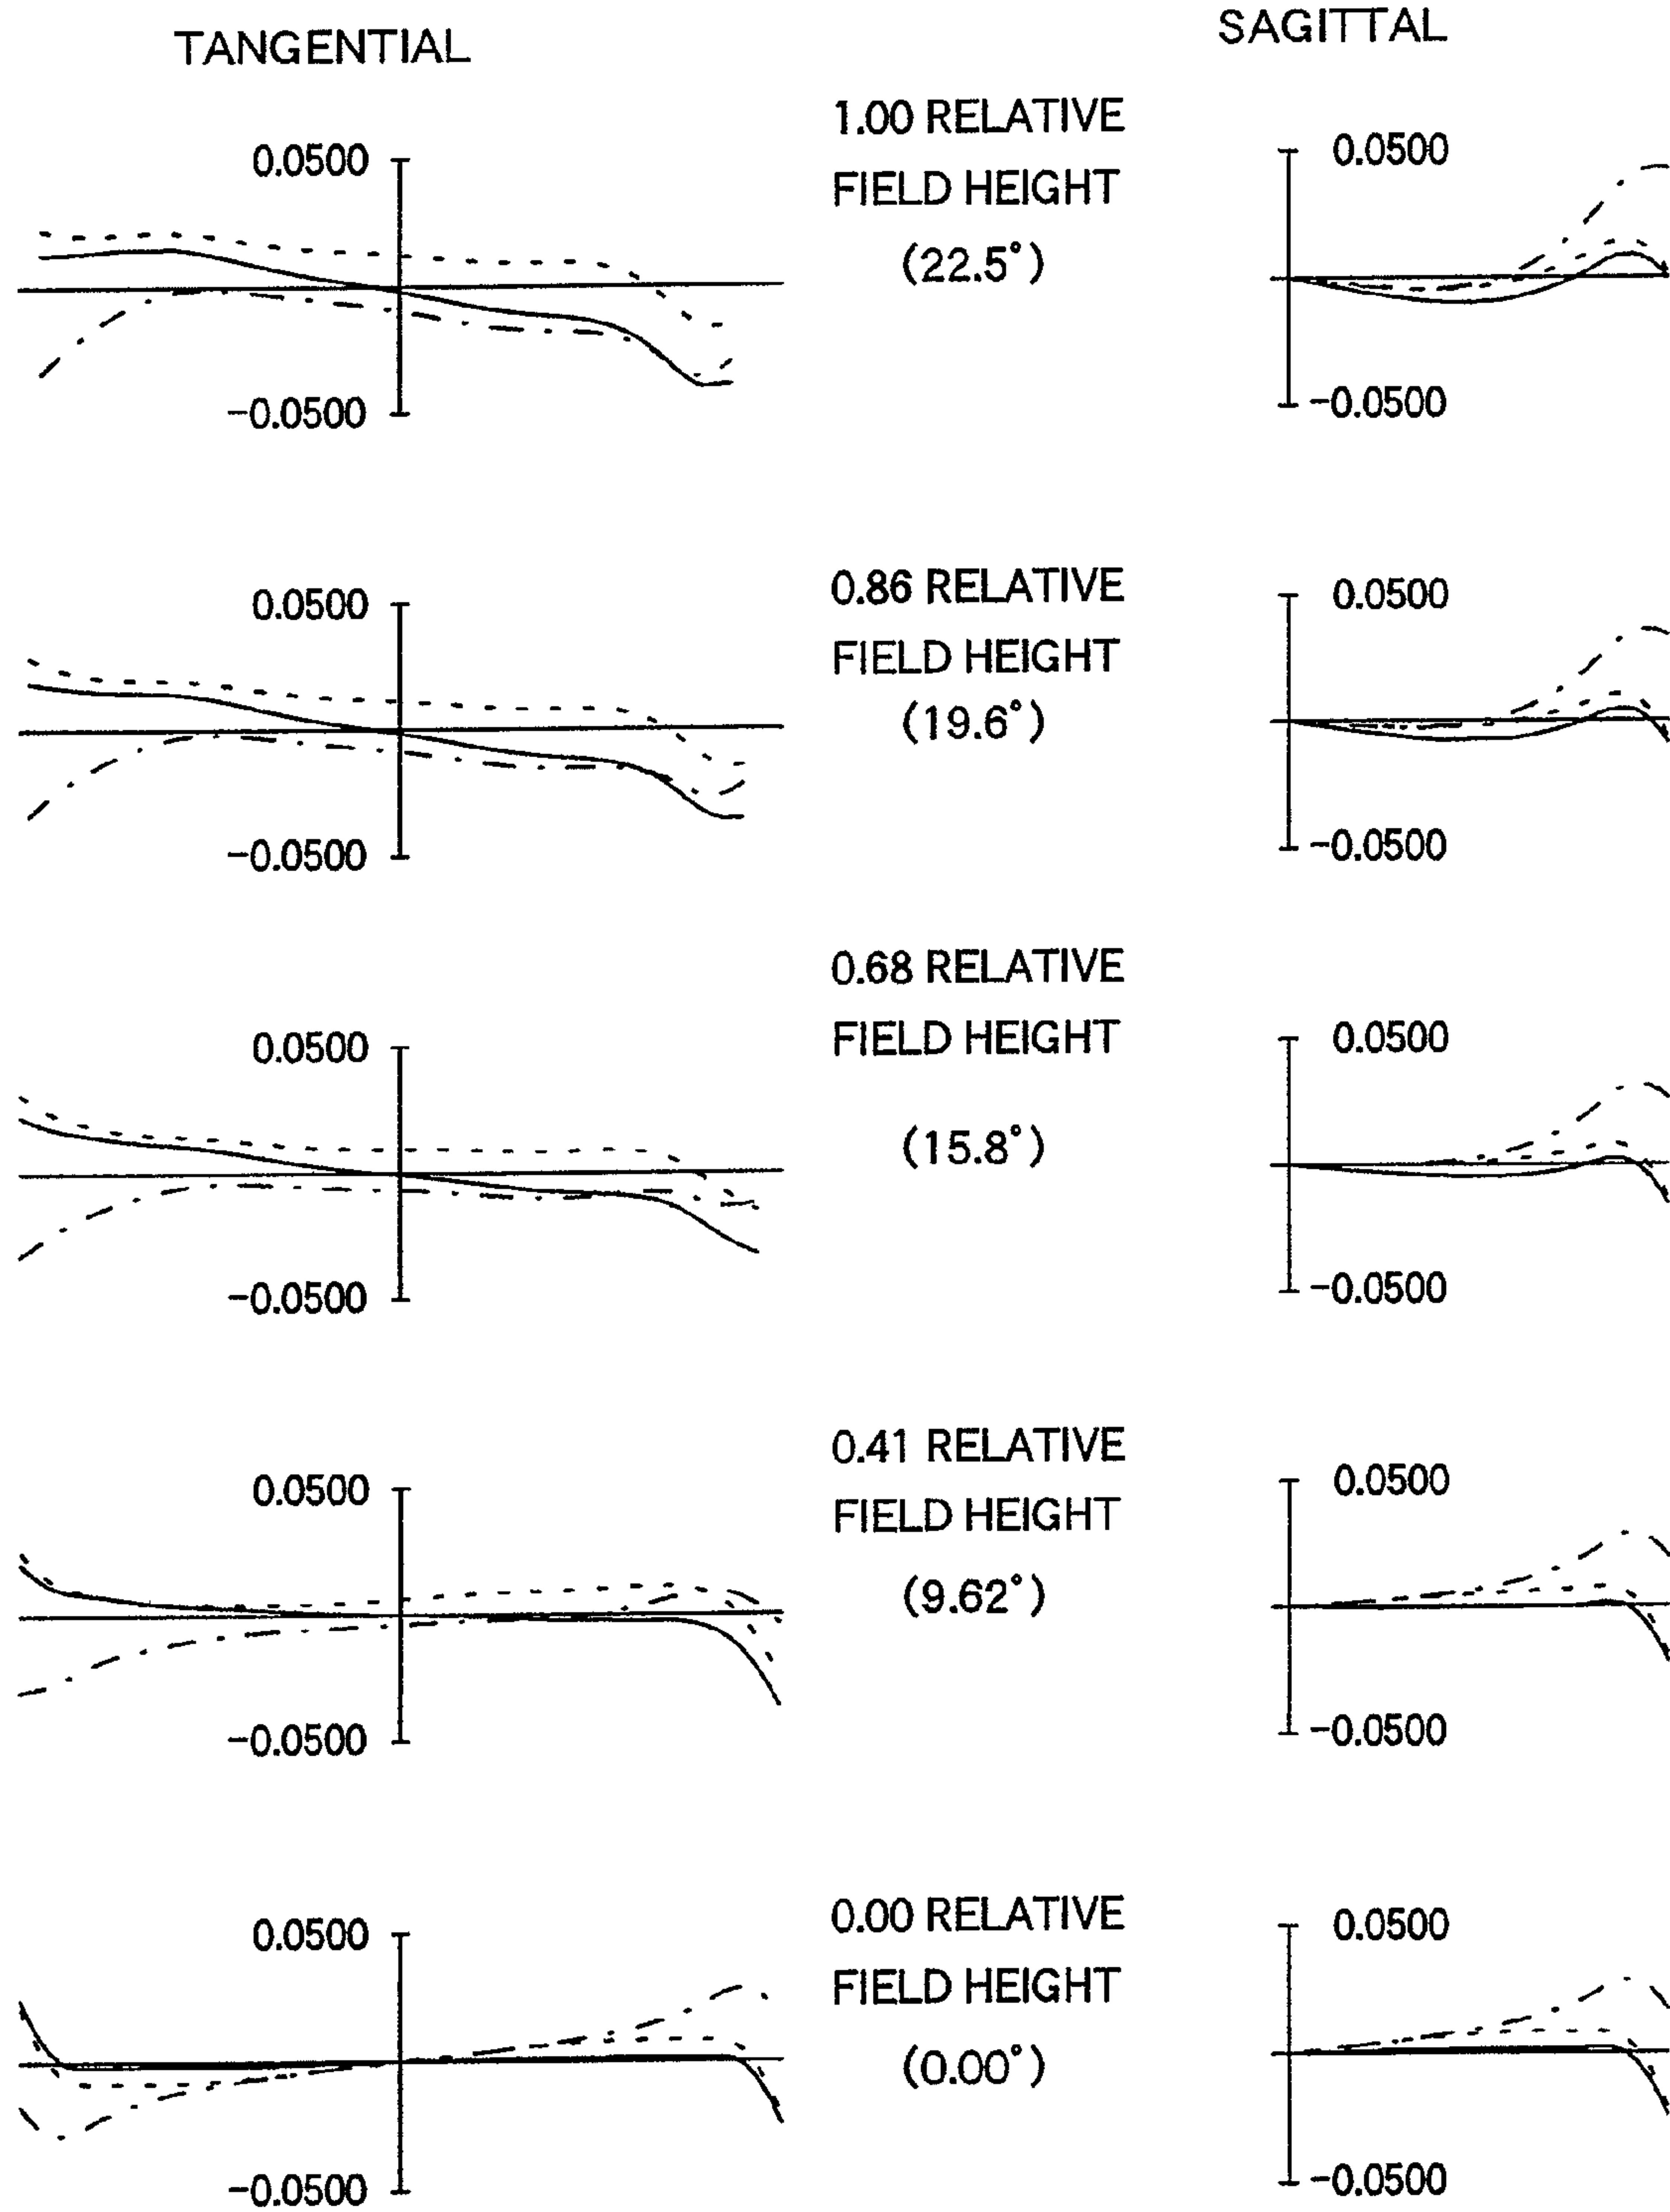 TANGENTIAL
SAGITTAL
1.00 RELATIVE
FIELD HEIGHT
(22.5°)
0.0500
-0.0500
0.0500
-0.0500
0.86 RELATIVE
FIELD HEIGHT
(19.6°)
0.0500
-0.0500
0.0500
-0.0500
0.68 RELATIVE
FIELD HEIGHT
(15.8°)
0.0500
-0.0500
0.0500
-0.0500
0.41 RELATIVE
FIELD HEIGHT
(9.62°)
0.0500
-0.0500
0.0500
-0.0500
0.00 RELATIVE
FIELD HEIGHT
(0.00°)
0.0500
-0.0500
0.0500
-0.0500